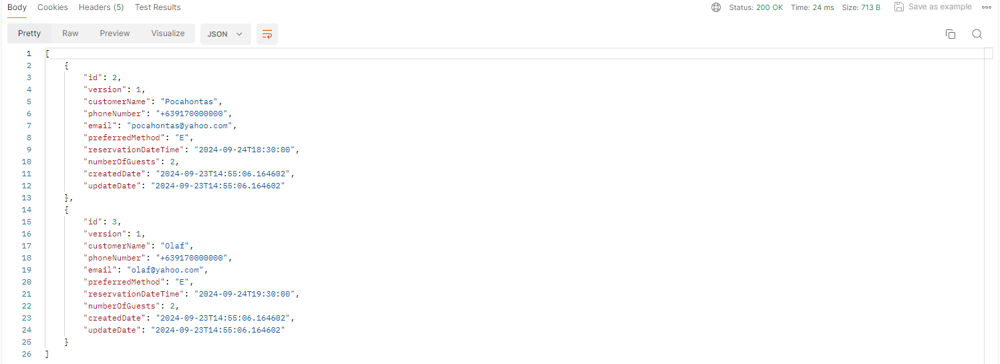 Body Cookies Headers (5) Test Results Status: 200 OK Time: 24 ms Size: 713 B Save as example
Pretty Raw Preview Visualize JSON
1 [
2 {
3 "id": 2,
4 "version": 1,
5 "customerName": "Pocahontas",
6 "phoneNumber": "+639170000000",
7 "email": "pocahontas@yahoo.com",
8 "preferredMethod": "E",
9 "reservationDateTime": "2024-09-24T18:30:00",
10 "numberOfGuests": 2,
11 "createdDate": "2024-09-23T14:55:06.164602",
12 "updateDate": "2024-09-23T14:55:06.164602"
13 },
14 {
15 "id": 3,
16 "version": 1,
17 "customerName": "Olaf",
18 "phoneNumber": "+639170000000",
19 "email": "olaf@yahoo.com",
20 "preferredMethod": "E",
21 "reservationDateTime": "2024-09-24T19:30:00",
22 "numberOfGuests": 2,
23 "createdDate": "2024-09-23T14:55:06.164602",
24 "updateDate": "2024-09-23T14:55:06.164602"
25 }
26 ]